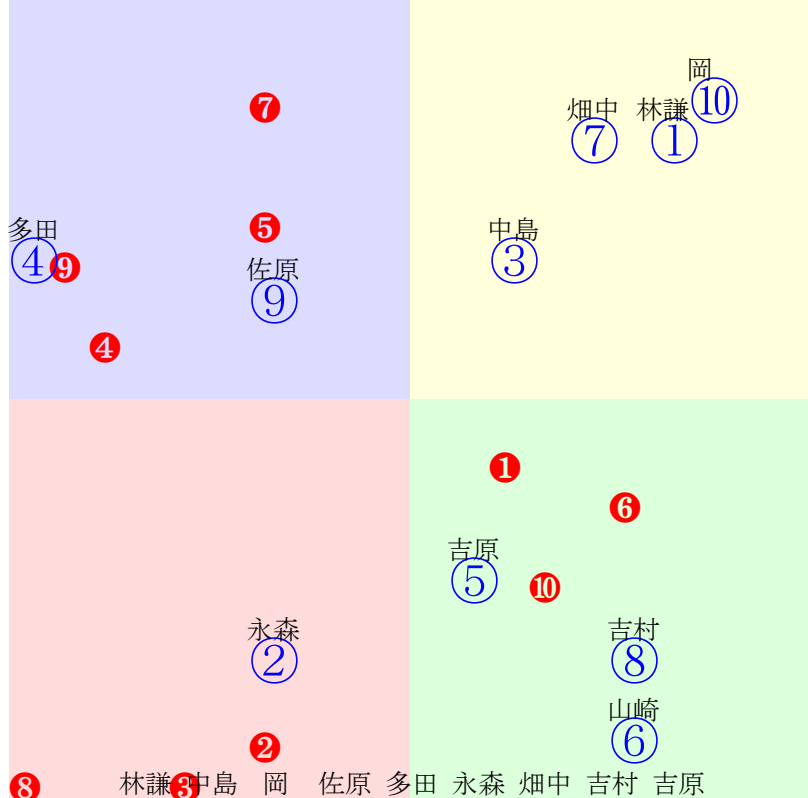 岡
⑩
❼
畑中 林謙
⑦ ①
多田
④
❺
中島
③
❾
佐原
⑨
❹
❶
❻
吉原
⑤
❿
永森
②
吉村
⑧
山崎
⑥
❷
❽ 林謙 ❸ 中島 岡 佐原 多田 永森 畑中 吉村 吉原